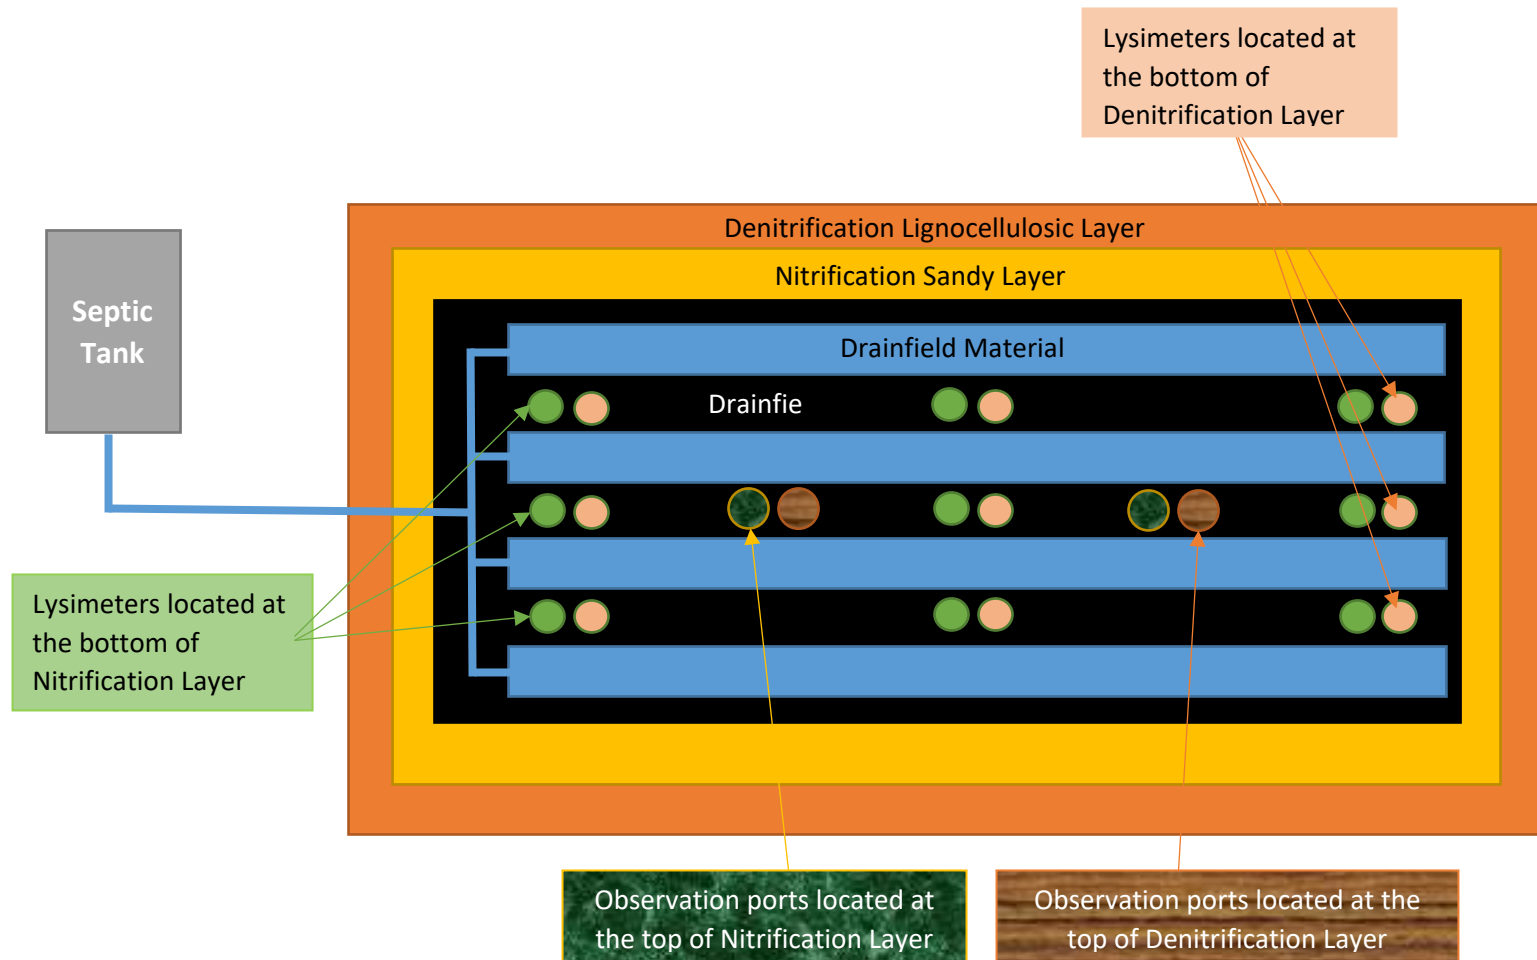 Lysimeters located at
the bottom of
Denitrification Layer
Denitrification Lignocellulosic Layer
Nitrification Sandy Layer
Septic
Tank
Drainfield Material
Drainfie
Lysimeters located at
the bottom of
Nitrification Layer
Observation ports located at
the top of Nitrification Layer
Observation ports located at the
top of Denitrification Layer